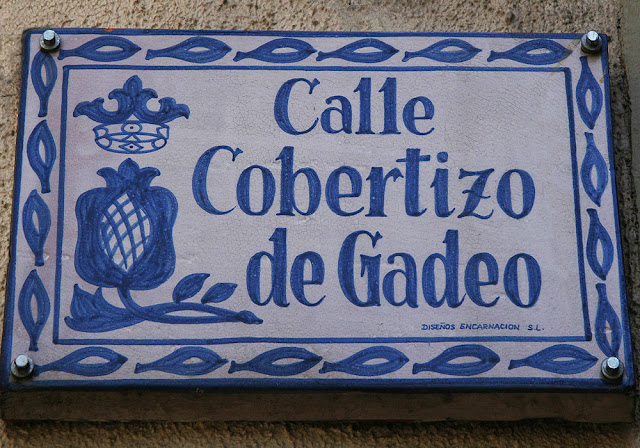 Calle
Cobertizo
de Gadeo
DISEÑOS ENCARNACION S.L.